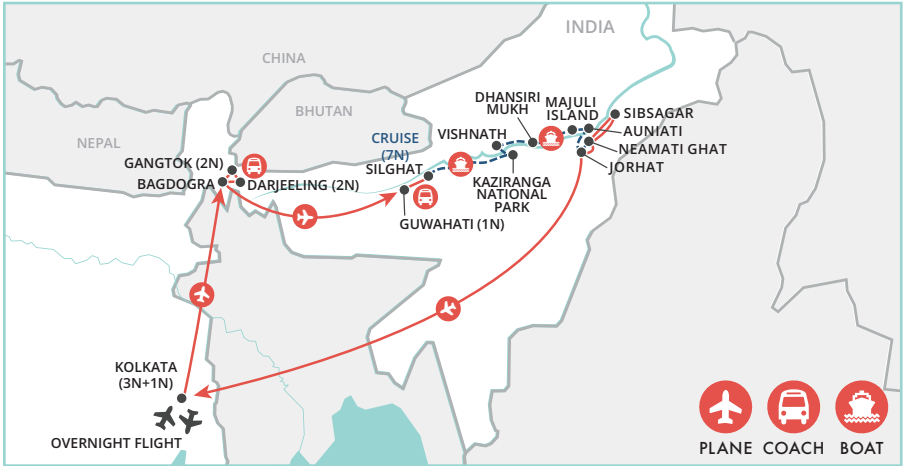 INDIA
CHINA
BHUTAN
NEPAL
DHANSIRI
MUKH
MAJULI
ISLAND
SIBSAGAR
AUNIATI
NEAMATI GHAT
JORHAT
CRUISE
(7N)
VISHNATH
SILGHAT
KAZIRANGA
NATIONAL
PARK
GANGTOK (2N)
BAGDOGRA
DARJEELING (2N)
GUWAHATI (1N)
KOLKATA
(3N+1N)
OVERNIGHT FLIGHT
PLANE
COACH
BOAT